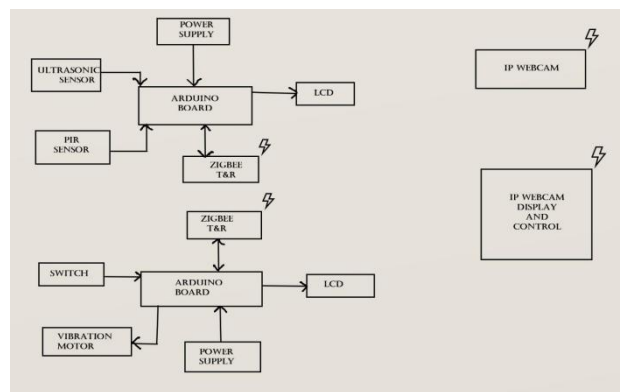 POWER
SUPPLY
ULTRASONIC
SENSOR
ARDUINO
BOARD
LCD
PIR
SENSOR
ZIGBEE
T&R
IP WEBCAM
ZIGBEE
T&R
IP WEBCAM
DISPLAY
AND
CONTROL
SWITCH
ARDUINO
BOARD
LCD
VIBRATION
MOTOR
POWER
SUPPLY